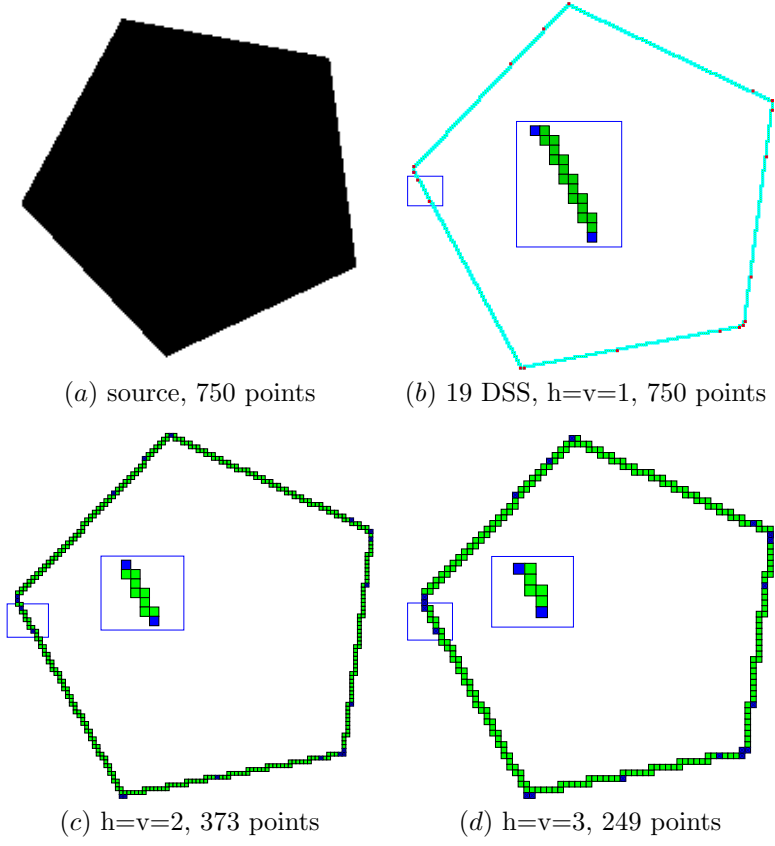 (a) source, 750 points
(b) 19 DSS, h=v=1, 750 points
(c) h=v=2, 373 points
(d) h=v=3, 249 points